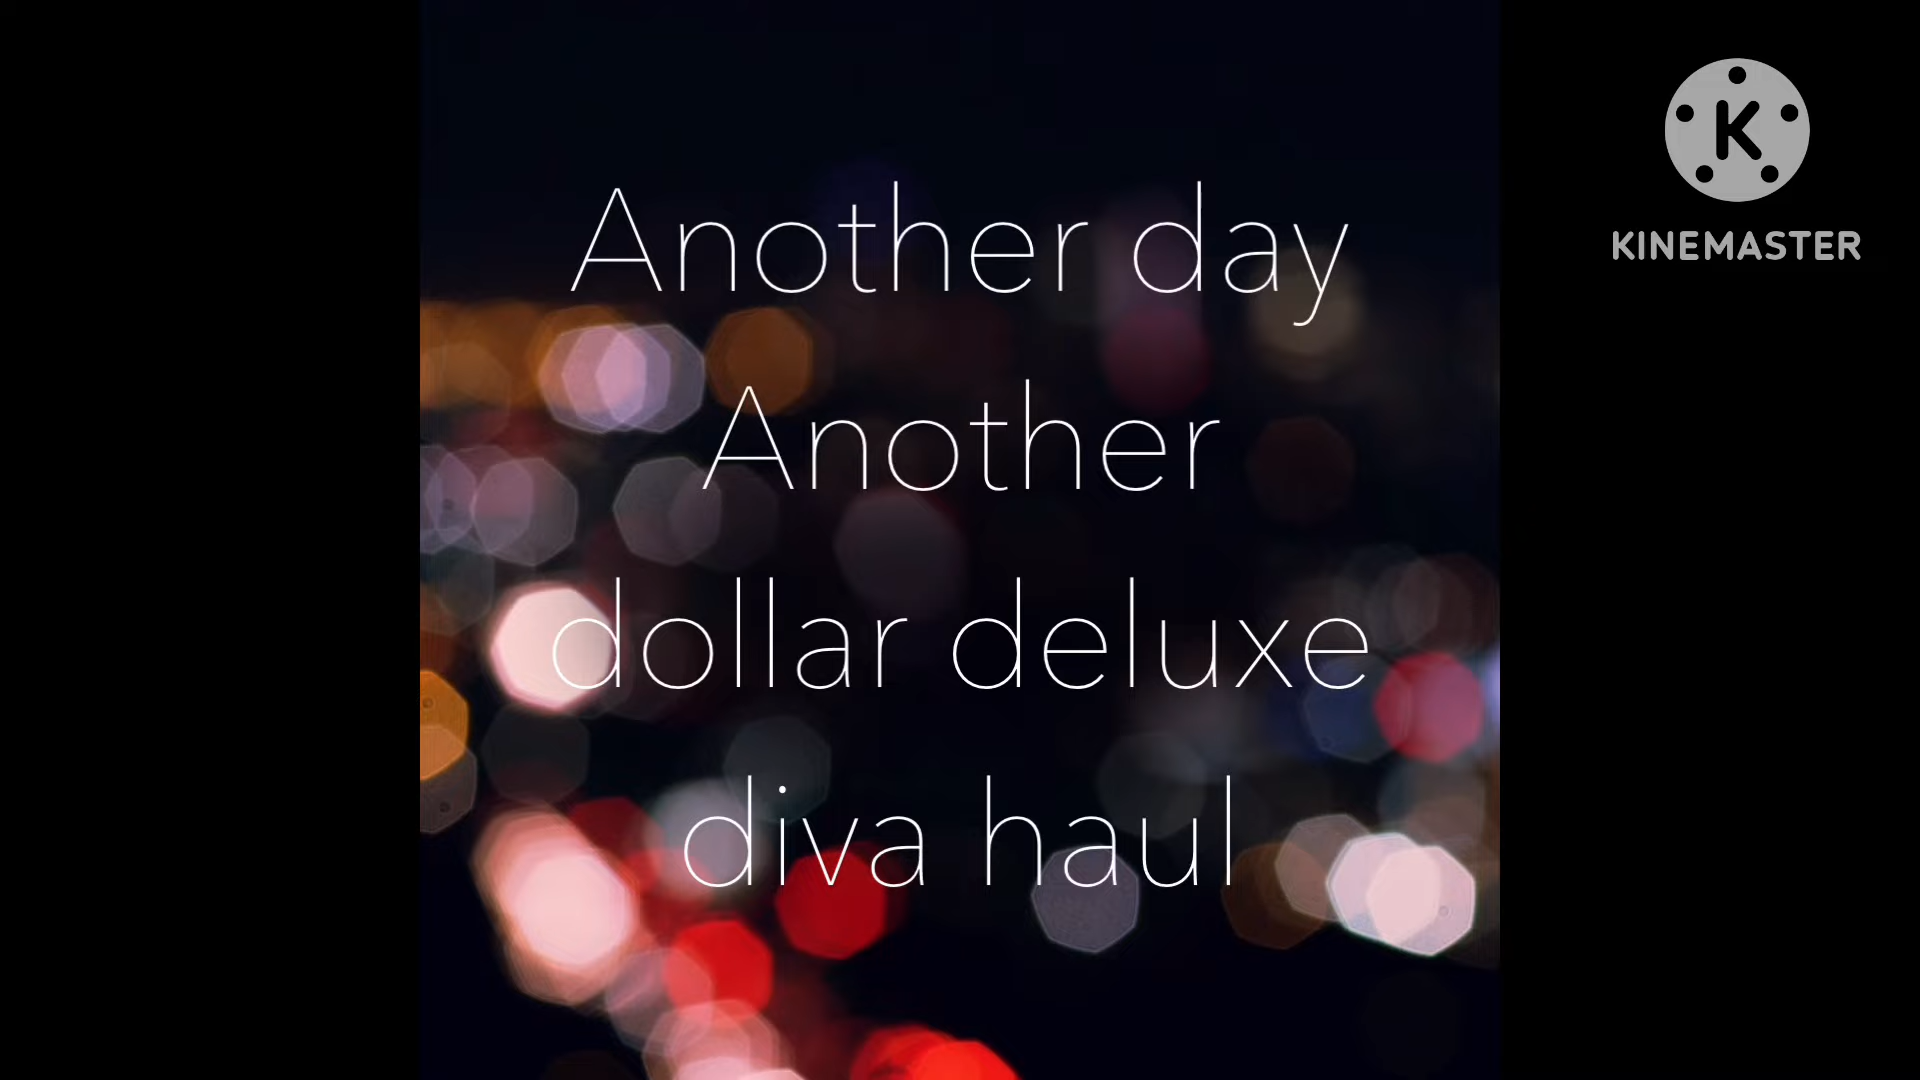 Another day
Another
dollar deluxe
diva haul
K
KINEMASTER